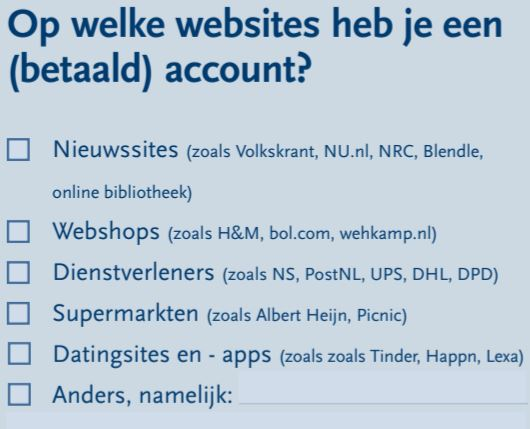 Op welke websites heb je een
(betaald) account?
Nieuwssites (zoals Volkskrant, NU.nl, NRC, Blendle,
online bibliotheek)
Webshops (zoals H&M, bol.com, wehkamp.nl)
Dienstverleners (zoals NS, PostNL, UPS, DHL, DPD)
Supermarkten (zoals Albert Heijn, Picnic)
Datingsites en - apps (zoals zoals Tinder, Happn, Lexa)
Anders, namelijk: